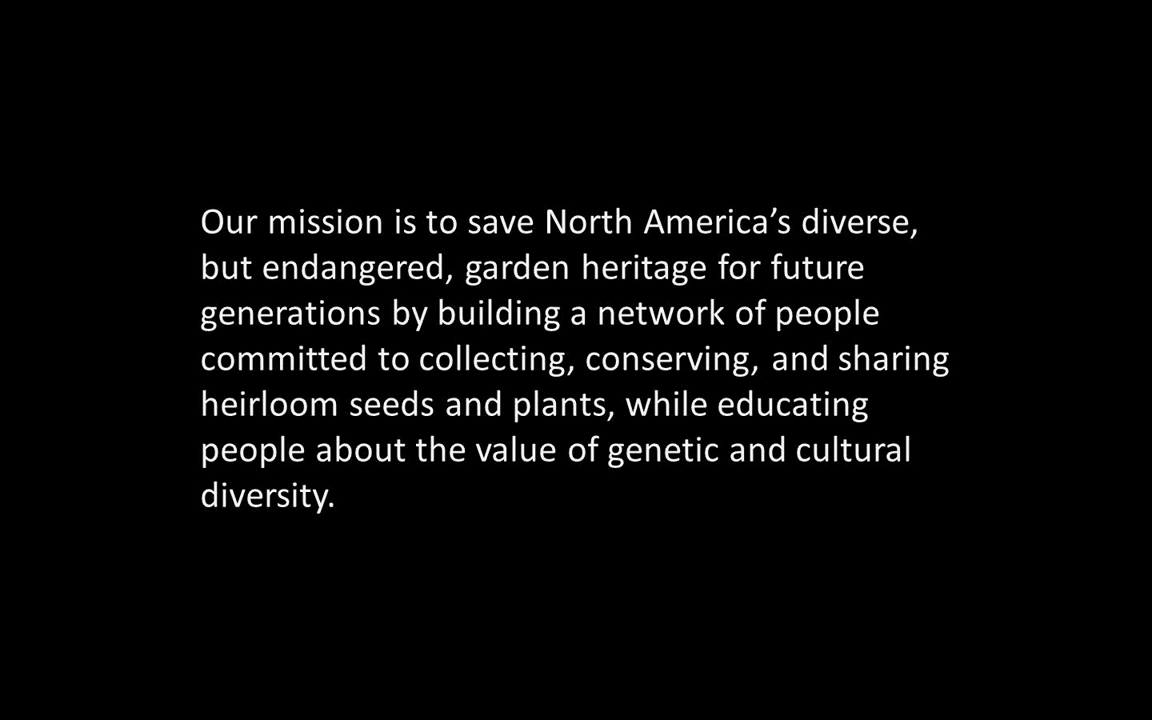 Our mission is to save North America’s diverse,
but endangered, garden heritage for future
generations by building a network of people
committed to collecting, conserving, and sharing
heirloom seeds and plants, while educating
people about the value of genetic and cultural
diversity.